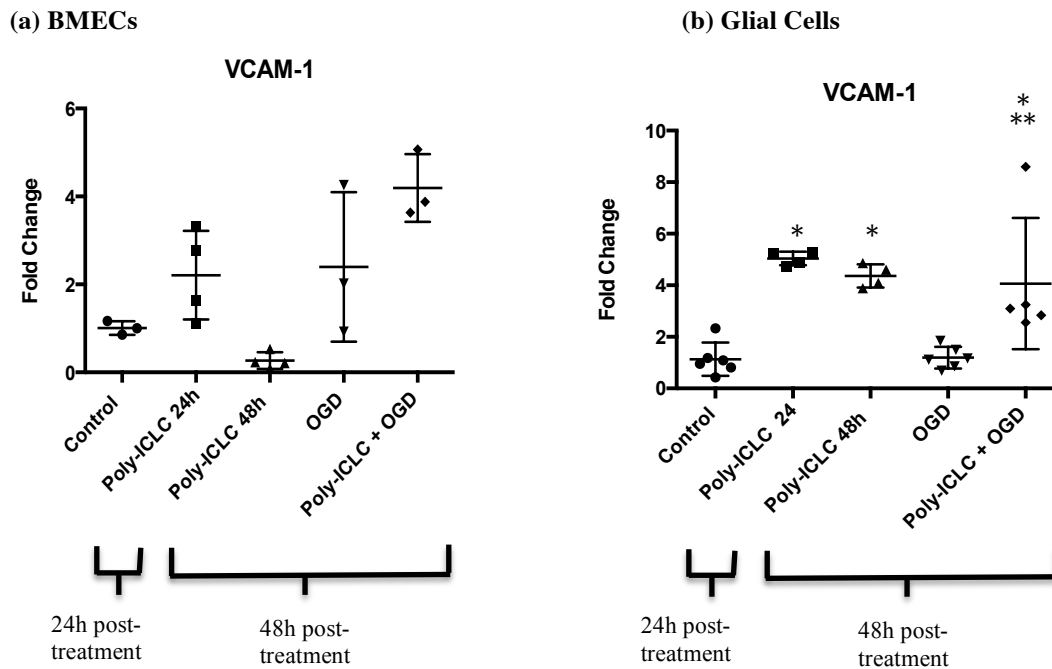 (a) BMECs
VCAM-1
Fold Change
6
4
2
0
Control
Poly-ICLC 24h
Poly-ICLC 48h
OGD
Poly-ICLC + OGD
24h post-
treatment
48h post-
treatment
(b) Glial Cells
VCAM-1
Fold Change
10
8
6
4
2
0
*
*
*
**
Control
Poly-ICLC 24
Poly-ICLC 48h
OGD
Poly-ICLC + OGD
24h post-
treatment
48h post-
treatment